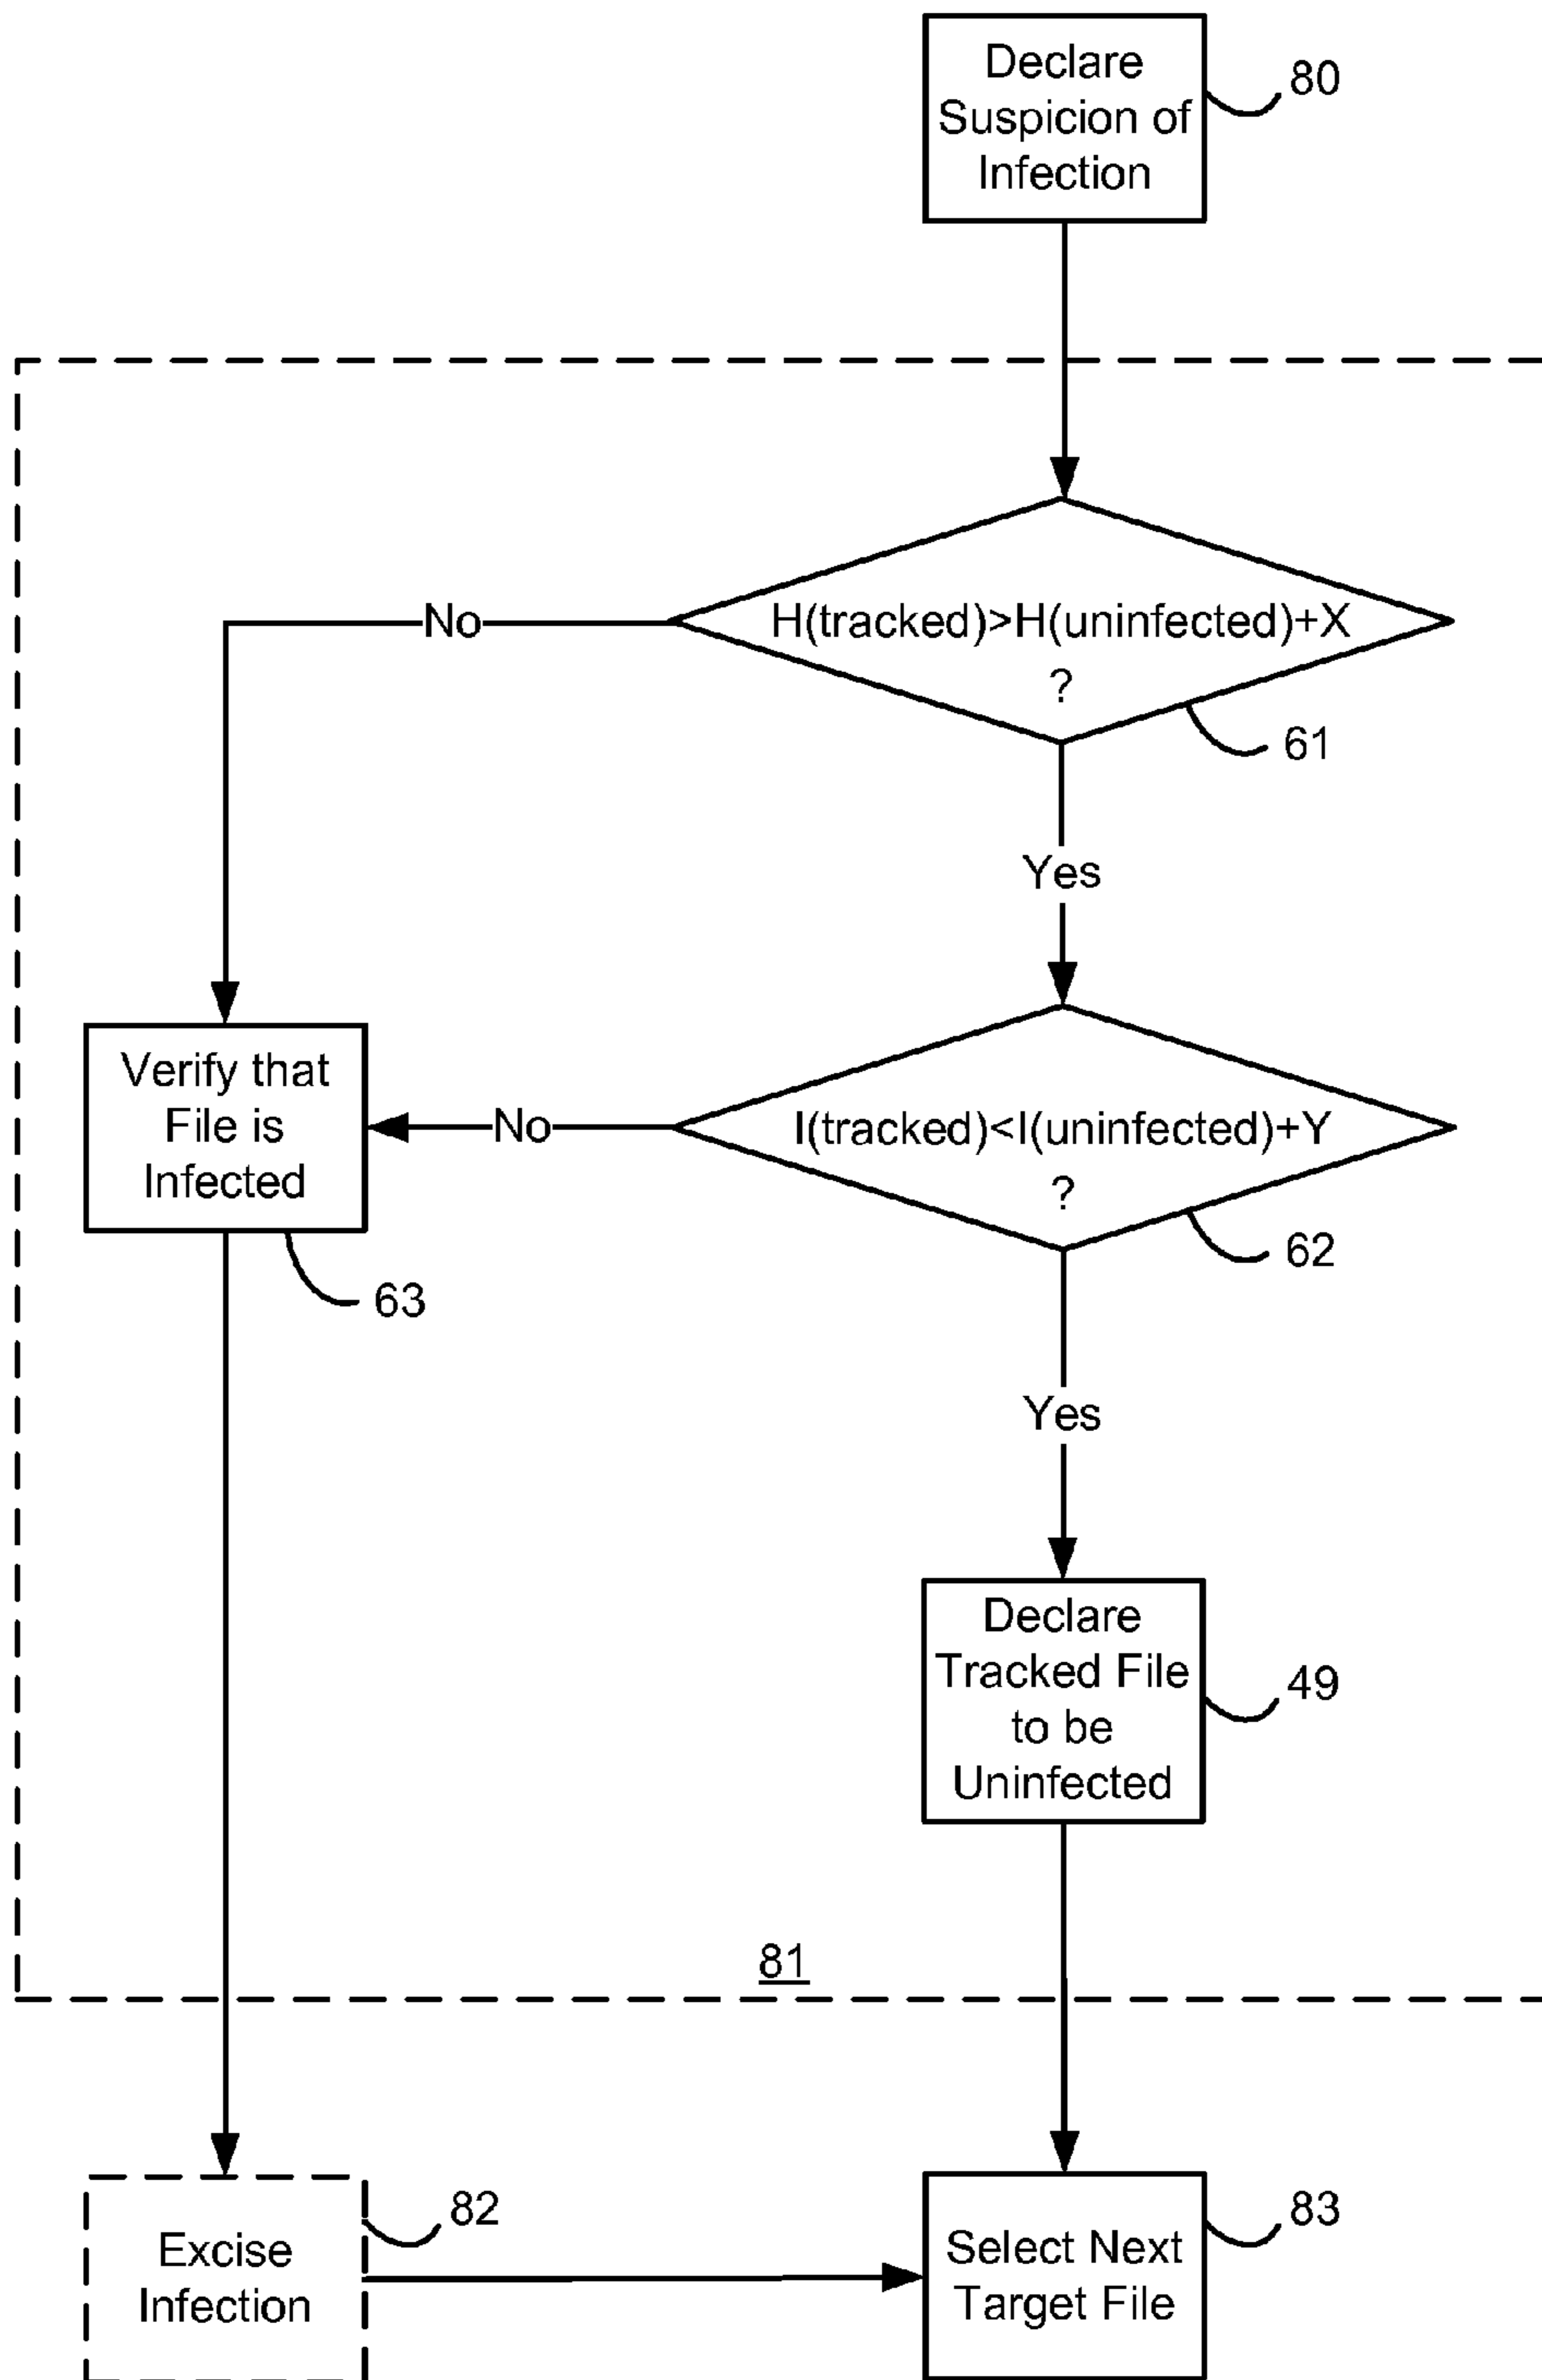 Declare
Suspicion of
Infection
80
H(tracked)>H(uninfected)+X
?
No
61
Yes
Verify that
File is
Infected
63
No
I(tracked)<I(uninfected)+Y
?
62
Yes
Declare
Tracked File
to be
Uninfected
49
81
Excise
Infection
82
Select Next
Target File
83